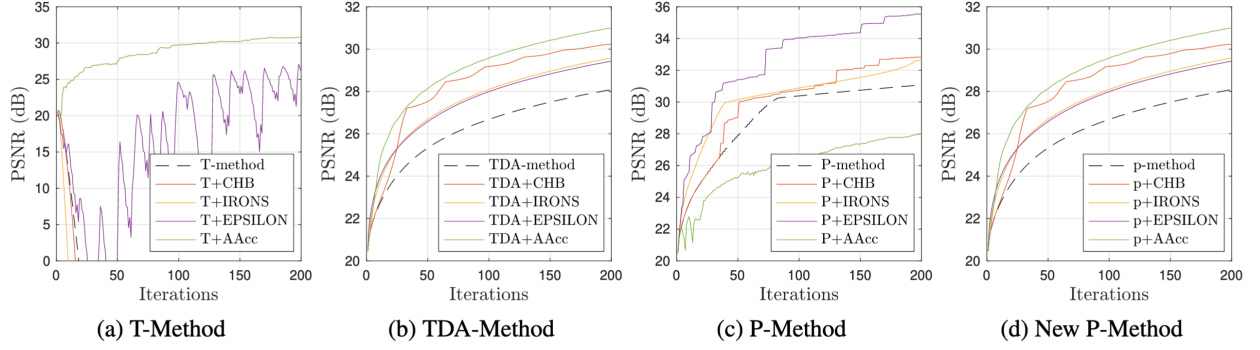 35
30
25
20
15
10
5
0
PSNR (dB)
T-method
T+CHB
T+IRONS
T+EPSILON
T+AAcc
0 50 100 150 200
Iterations
(a) T-Method
32
30
28
26
24
22
20
PSNR (dB)
TDA-method
TDA+CHB
TDA+IRONS
TDA+EPSILON
TDA+AAcc
0 50 100 150 200
Iterations
(b) TDA-Method
36
34
32
30
28
26
24
22
20
PSNR (dB)
P-method
P+CHB
P+IRONS
P+EPSILON
P+AAcc
0 50 100 150 200
Iterations
(c) P-Method
32
30
28
26
24
22
20
PSNR (dB)
p-method
p+CHB
p+IRONS
p+EPSILON
p+AAcc
0 50 100 150 200
Iterations
(d) New P-Method